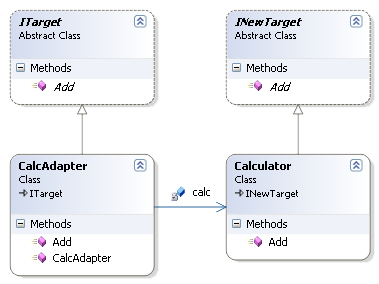 ITarget
Abstract Class
Methods
Add
INewTarget
Abstract Class
Methods
Add
CalcAdapter
Class
ITarget
Methods
Add
CalcAdapter
calc
Calculator
Class
INewTarget
Methods
Add